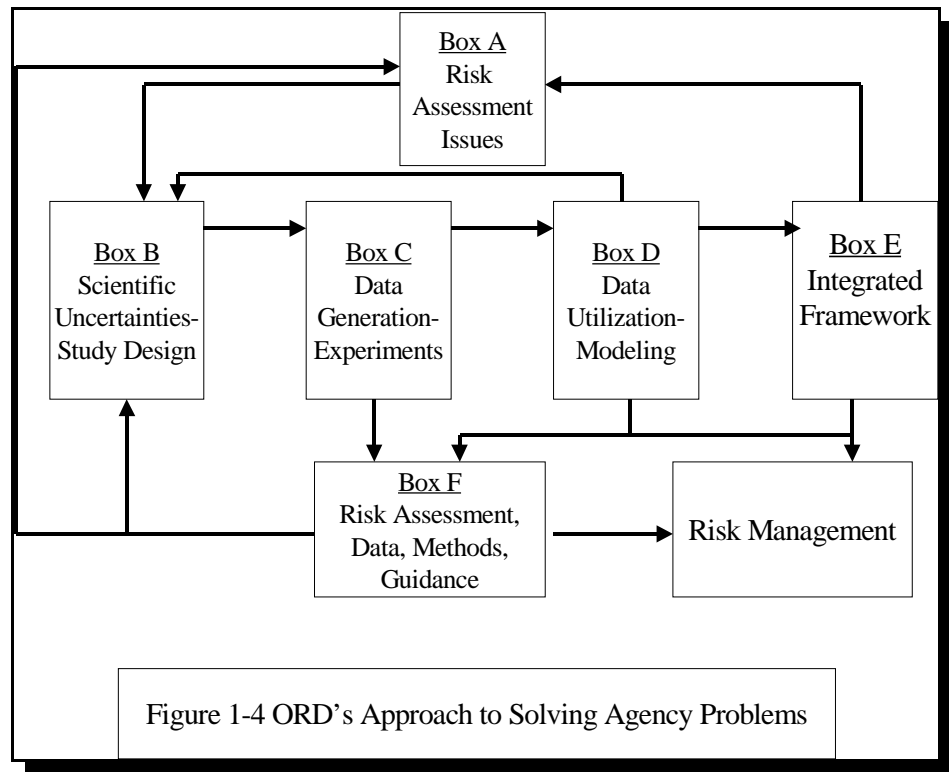 Box A
Risk
Assessment
Issues
Box B
Scientific
Uncertainties-
Study Design
Box C
Data
Generation-
Experiments
Box D
Data
Utilization-
Modeling
Box E
Integrated
Framework
Box F
Risk Assessment,
Data, Methods,
Guidance
Risk Management
Figure 1-4 ORD's Approach to Solving Agency Problems